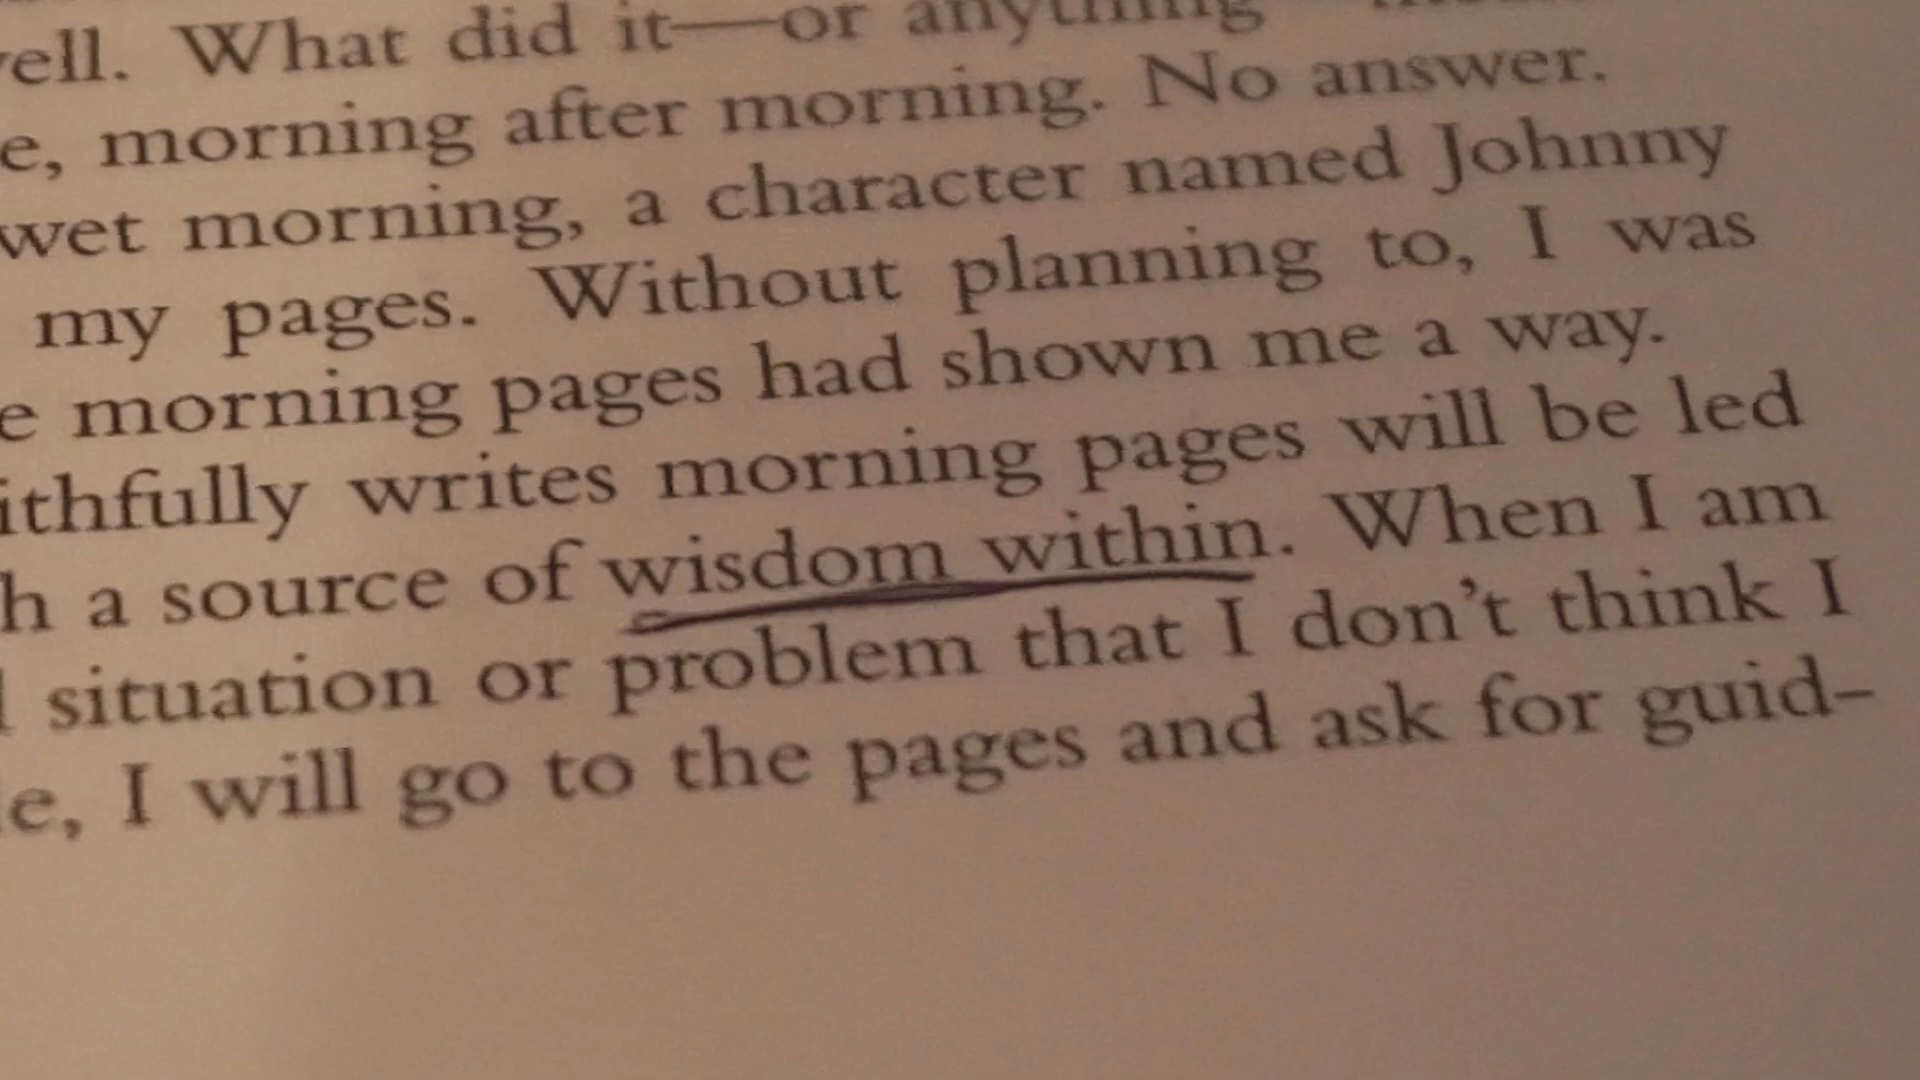 ell. What did it—or anything
e, morning after morning. No answer.
wet morning, a character named Johnny
my pages. Without planning to, I was
e morning pages had shown me a way.
ithfully writes morning pages will be led
h a source of wisdom within. When I am
situation or problem that I don't think I
e, I will go to the pages and ask for guid-